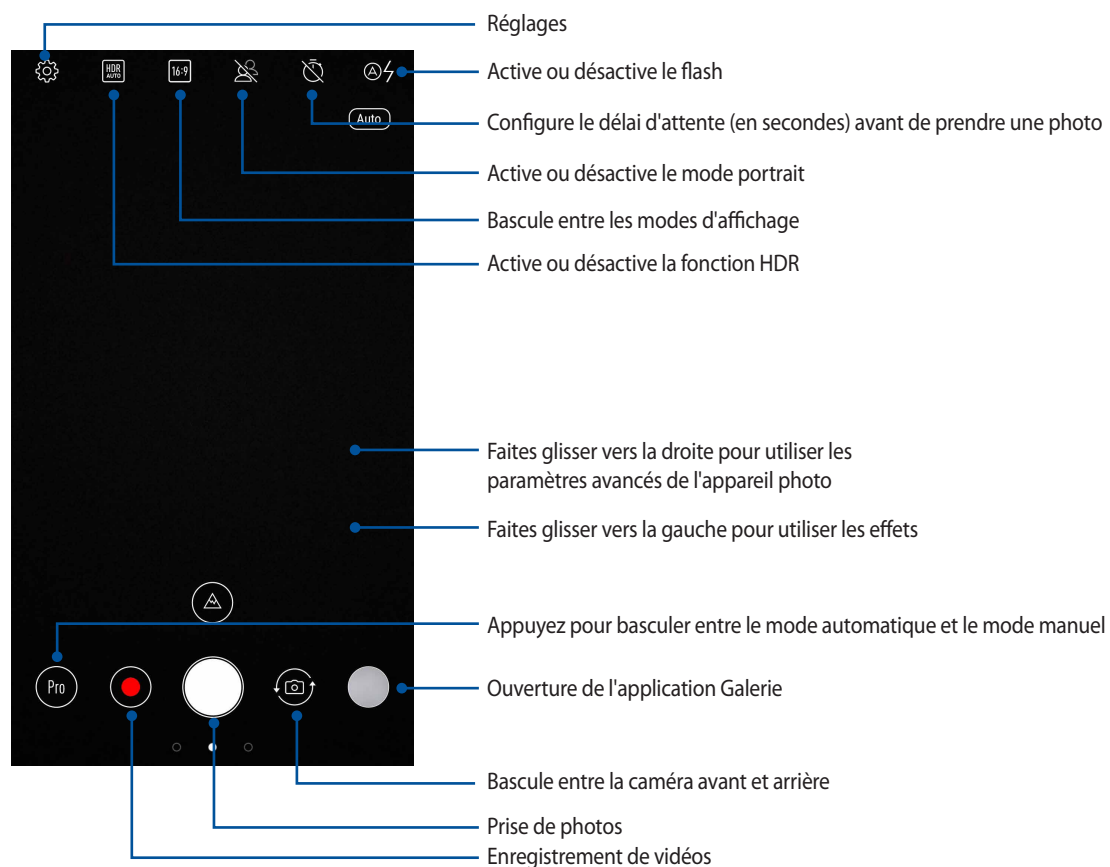 Réglages
HDR
AUTO
16:9
A
Active ou désactive le flash
Auto
Configure le délai d'attente (en secondes) avant de prendre une photo
Active ou désactive le mode portrait
Bascule entre les modes d'affichage
Active ou désactive la fonction HDR
Faites glisser vers la droite pour utiliser les
paramètres avancés de l'appareil photo
Faites glisser vers la gauche pour utiliser les effets
Appuyez pour basculer entre le mode automatique et le mode manuel
Pro
Ouverture de l'application Galerie
Bascule entre la caméra avant et arrière
Prise de photos
Enregistrement de vidéos